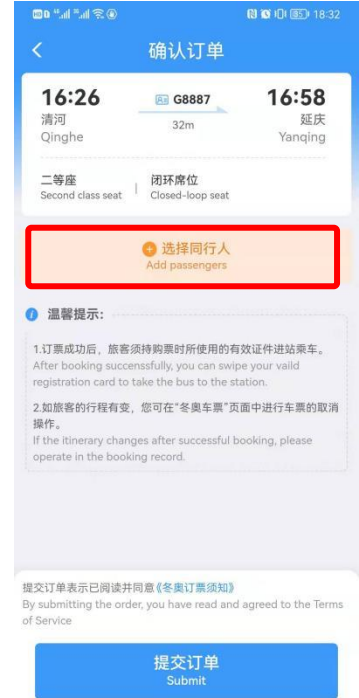 18:32
确认订单
16:26
G8887
16:58
清河
32m
延庆
Qinghe
Yanqing
二等座
闭环席位
Second class seat
Closed-loop seat
选择同行人
Add passengers
温馨提示:
1.订票成功后，旅客须持购票时所使用的有效证件进站乘车。
After booking succenssfully, you can swipe your vaild
registration card to take the bus to the station.
2.如旅客的行程有变，您可在“冬奥车票”页面中进行车票的取消
操作。
If the itinerary changes after successful booking, please
operate in the booking record.
提交订单表示已阅读并同意《冬奥订票须知》
By submitting the order, you have read and agreed to the Terms
of Service
提交订单
Submit